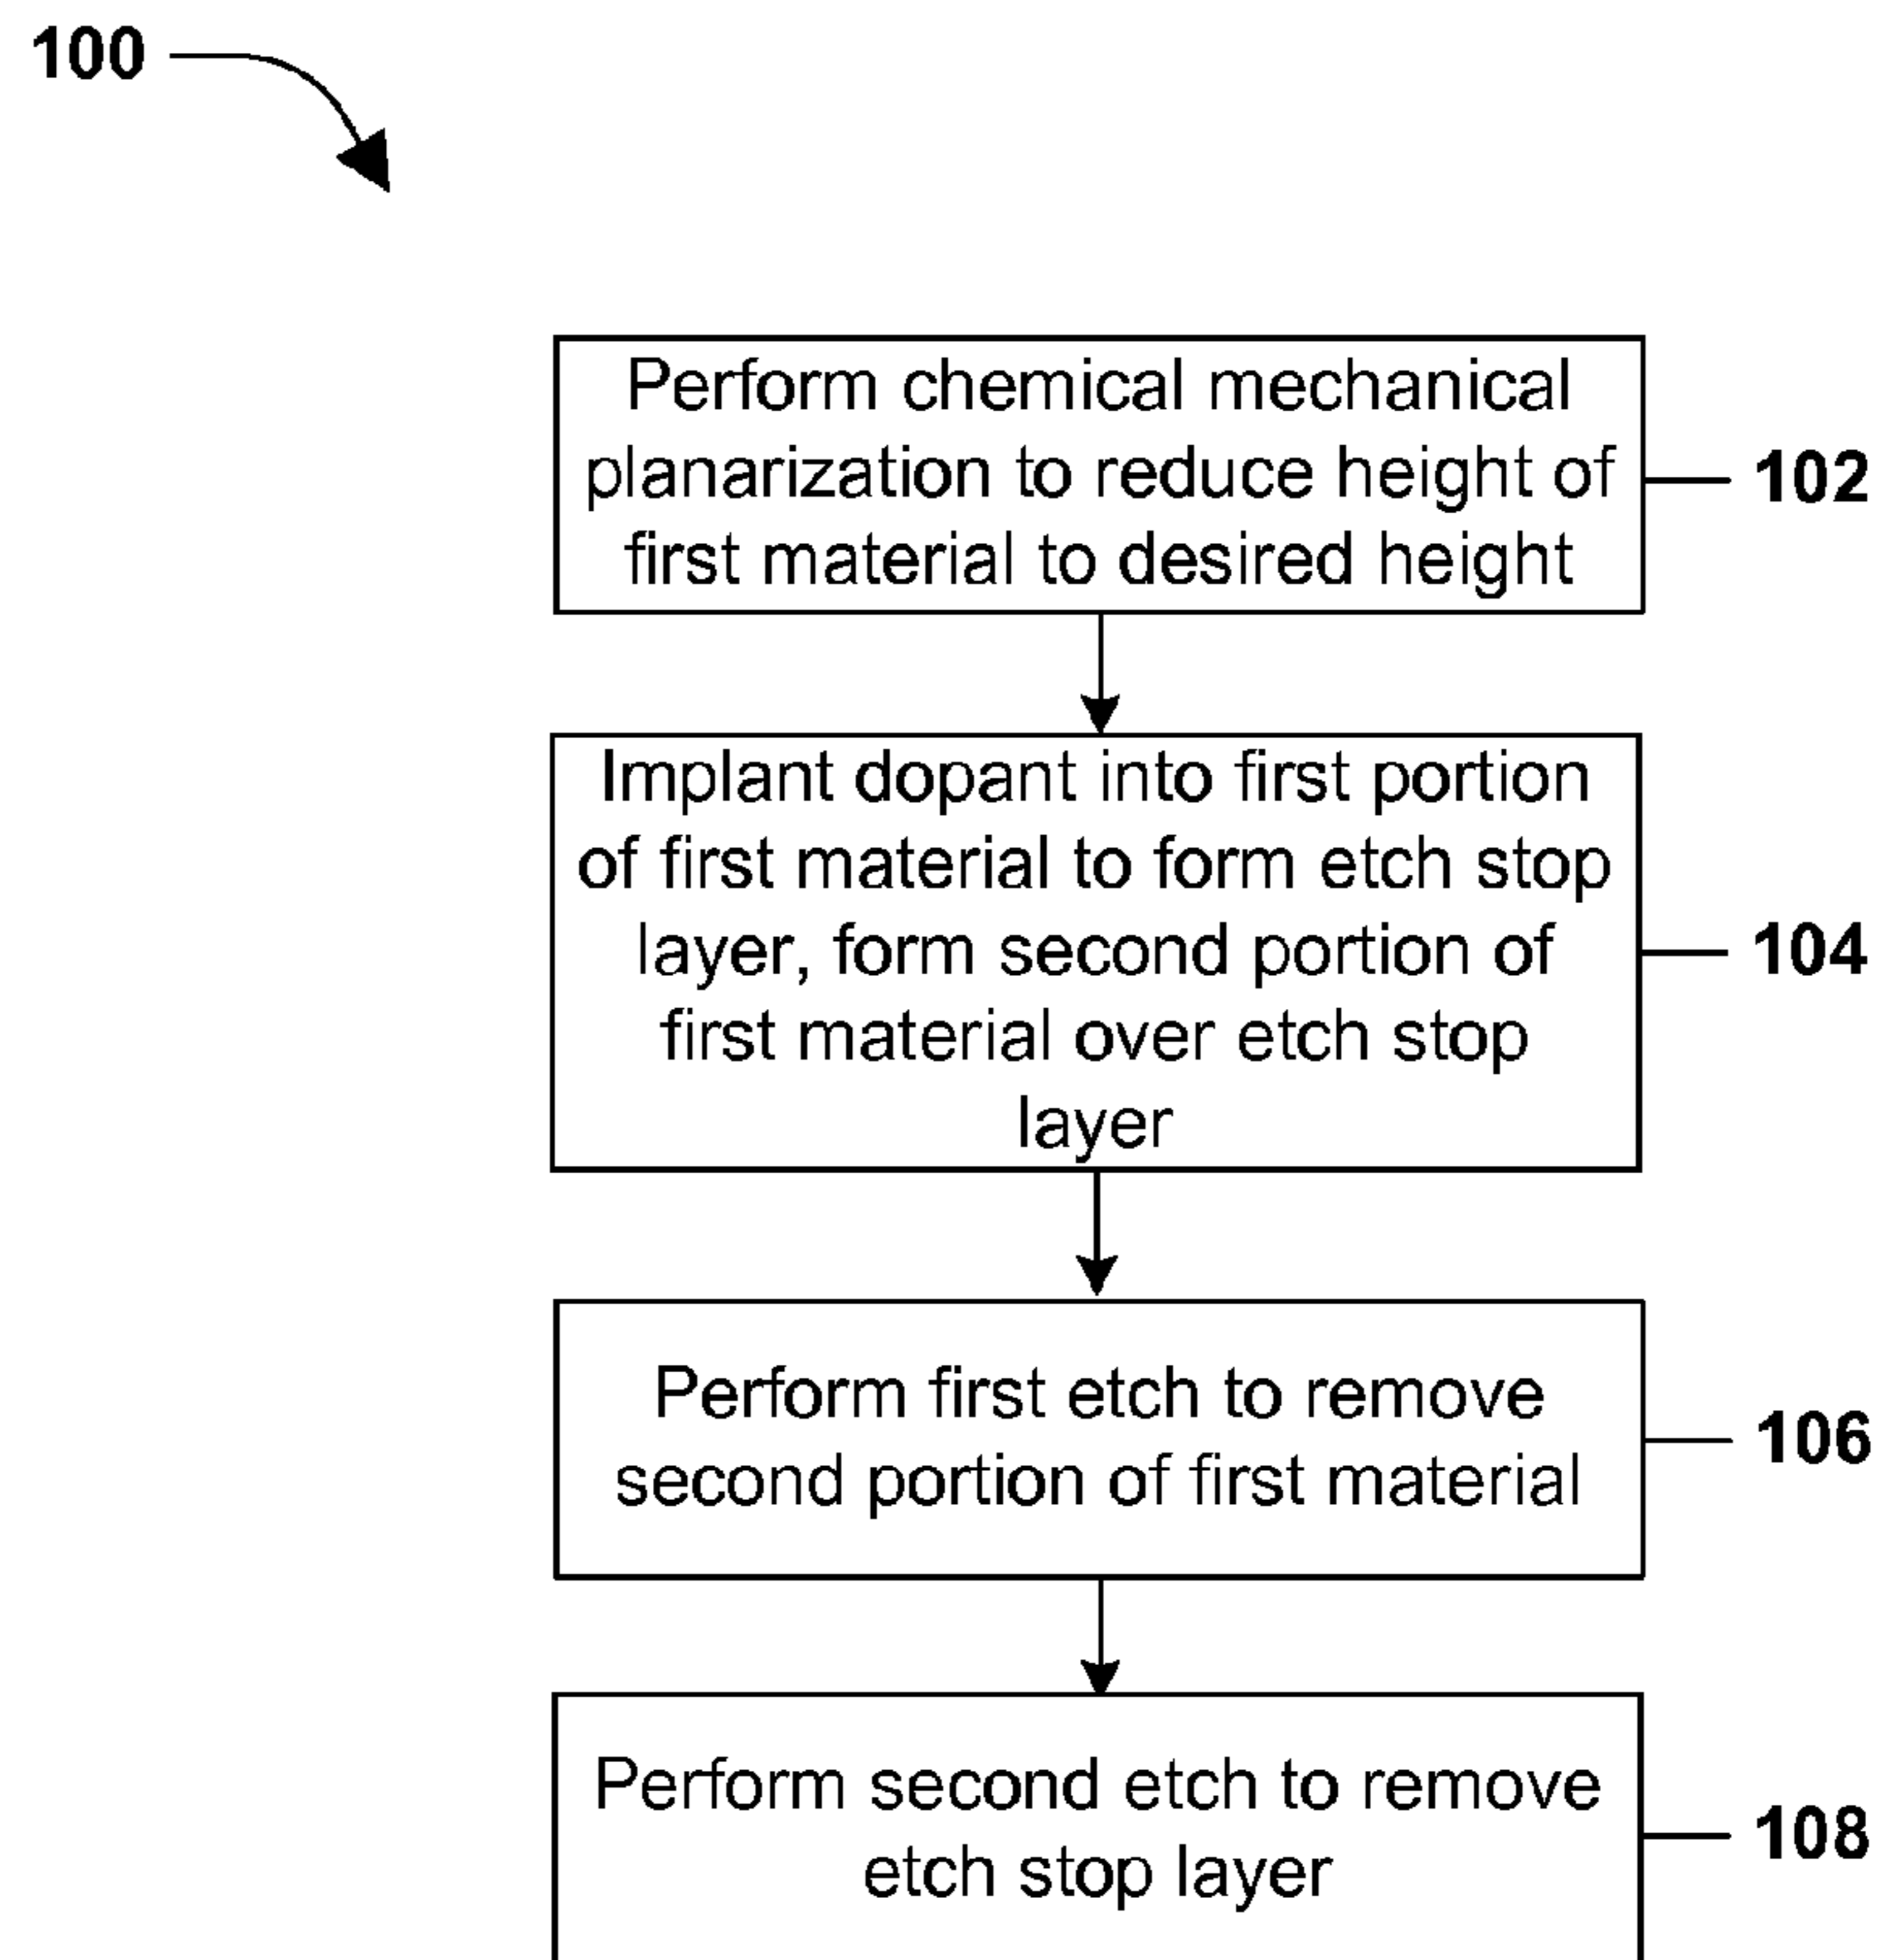 100
Perform chemical mechanical
planarization to reduce height of
first material to desired height
102
Implant dopant into first portion
of first material to form etch stop
layer, form second portion of
first material over etch stop
layer
104
Perform first etch to remove
second portion of first material
106
Perform second etch to remove
etch stop layer
108